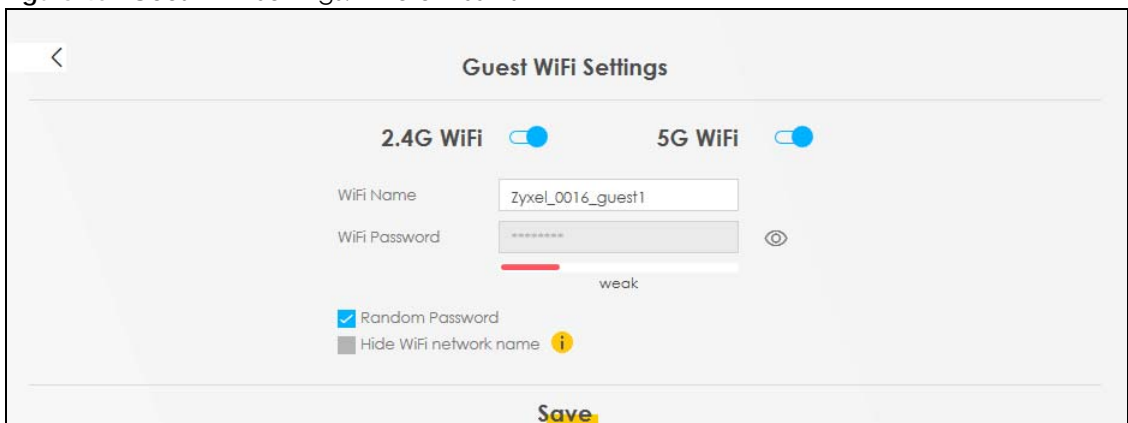 Guest WiFi Settings
2.4G WiFi 5G WiFi
WiFi Name Zyxel_0016_guest1
WiFi Password ********
weak
Random Password
Hide WiFi network name i
Save